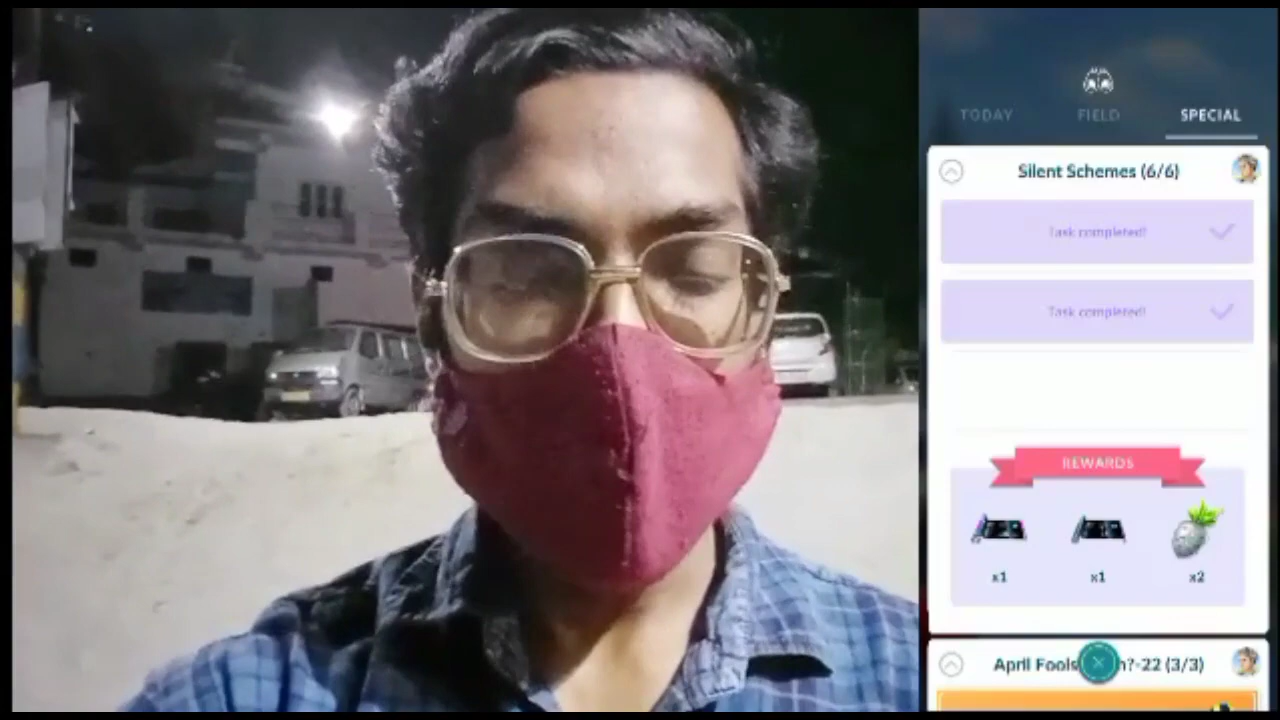 TODAY FIELD SPECIAL
Silent Schemes (6/6)
Task completed!
Task completed!
REWARDS
x1 x1 x2
April Fools ?-22 (3/3)